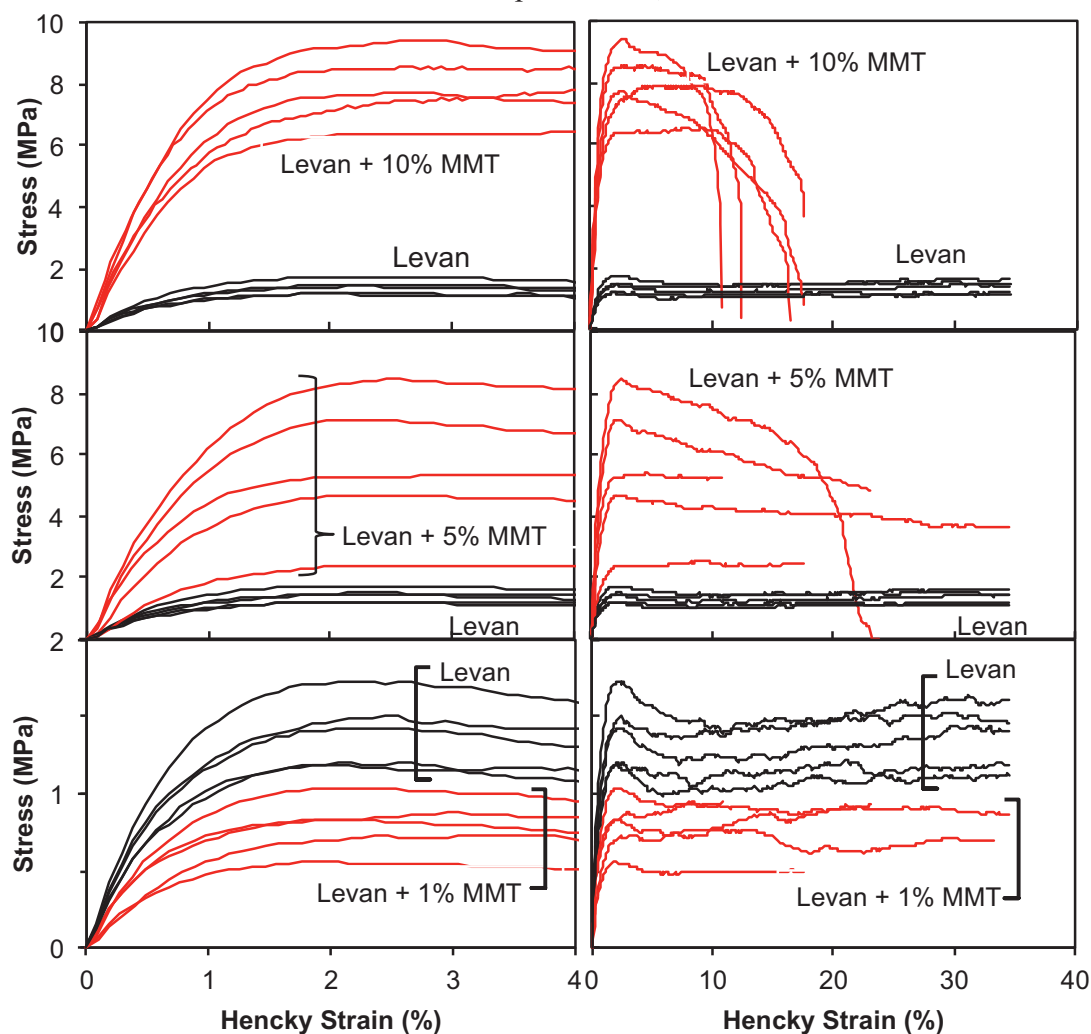 10
8
6
4
2
Stress (MPa)
Levan + 10% MMT
Levan
Levan + 10% MMT
Levan
10
8
6
4
2
Stress (MPa)
Levan + 5% MMT
Levan
Levan + 5% MMT
Levan
2
1
0
Stress (MPa)
Levan
Levan + 1% MMT
Levan
Levan + 1% MMT
0 1 2 3 4
0 10 20 30 40
Hencky Strain (%)
Hencky Strain (%)